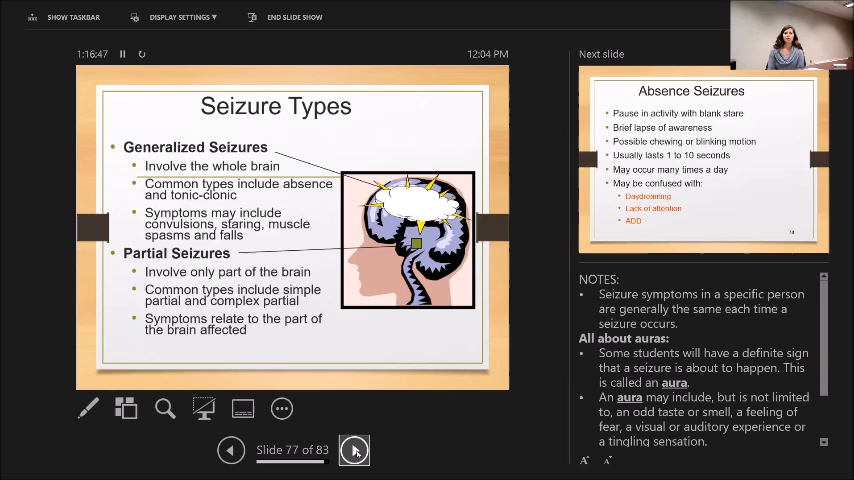 SHOW TASKBAR
DISPLAY SETTINGS ▼
END SLIDE SHOW
1:16:47
12:04 PM
Seizure Types
• Generalized Seizures
• Involve the whole brain
• Common types include absence
and tonic-clonic
• Symptoms may include
convulsions, staring, muscle
spasms and falls
• Partial Seizures
• Involve only part of the brain
• Common types include simple
partial and complex partial
• Symptoms relate to the part of
the brain affected
Slide 77 of 83
Next slide
Absence Seizures
• Pause in activity with blank stare
• Brief lapse of awareness
• Possible chewing or blinking motion
• Usually lasts 1 to 10 seconds
• May occur many times a day
• May be confused with:
• Daydreaming
• Lack of attention
• ADD
NOTES:
• Seizure symptoms in a specific person
are generally the same each time a
seizure occurs.
All about auras:
• Some students will have a definite sign
that a seizure is about to happen. This
is called an aura.
• An aura may include, but is not limited
to, an odd taste or smell, a feeling of
fear, a visual or auditory experience or
a tingling sensation.
A A